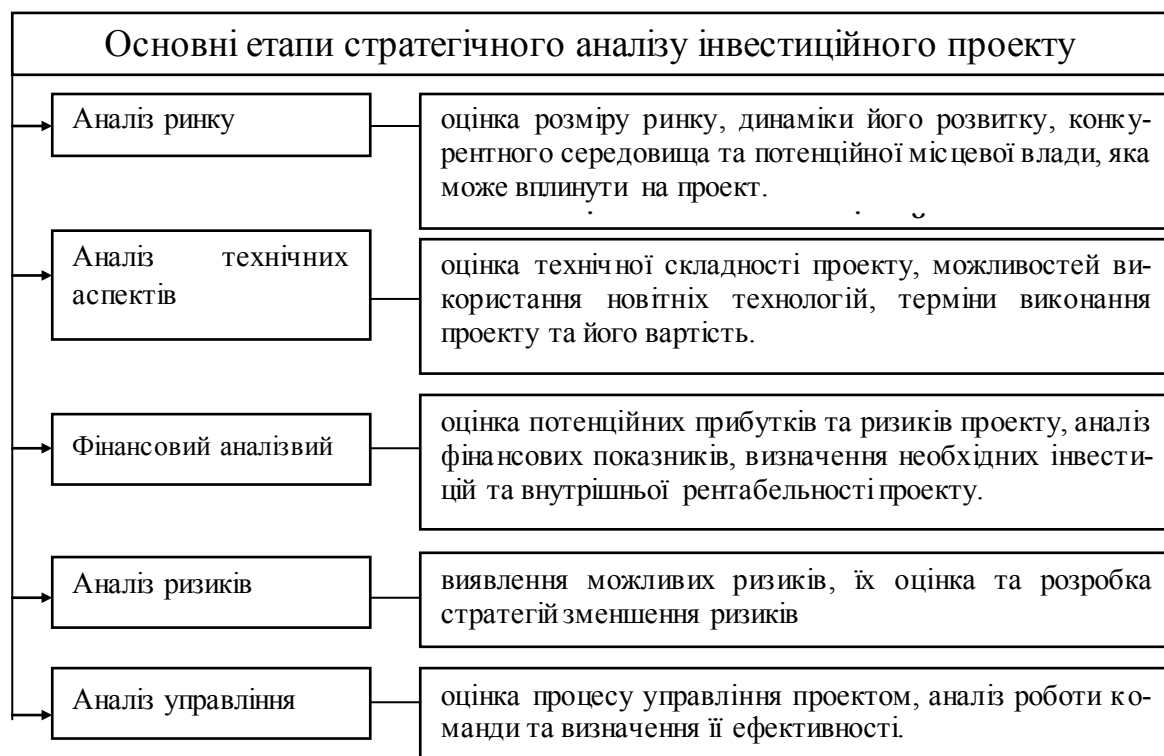 Основні етапи стратегічного аналізу інвестиційного проекту
Аналіз ринку
оцінка розміру ринку, динаміки його розвитку, конку-
рентного середовища та потенційної місцевої влади, яка
може вплинути на проект.
Аналіз технічних
аспектів
оцінка технічної складності проекту, можливостей ви-
користання новітніх технологій, терміни виконання
проекту та його вартість.
Фінансовий аналізвий
оцінка потенційних прибутків та ризиків проекту, аналіз
фінансових показників, визначення необхідних інвести-
цій та внутрішньої рентабельності проекту.
Аналіз ризиків
виявлення можливих ризиків, їх оцінка та розробка
стратегій зменшення ризиків
Аналіз управління
оцінка процесу управління проектом, аналіз роботи ко-
манди та визначення її ефективності.